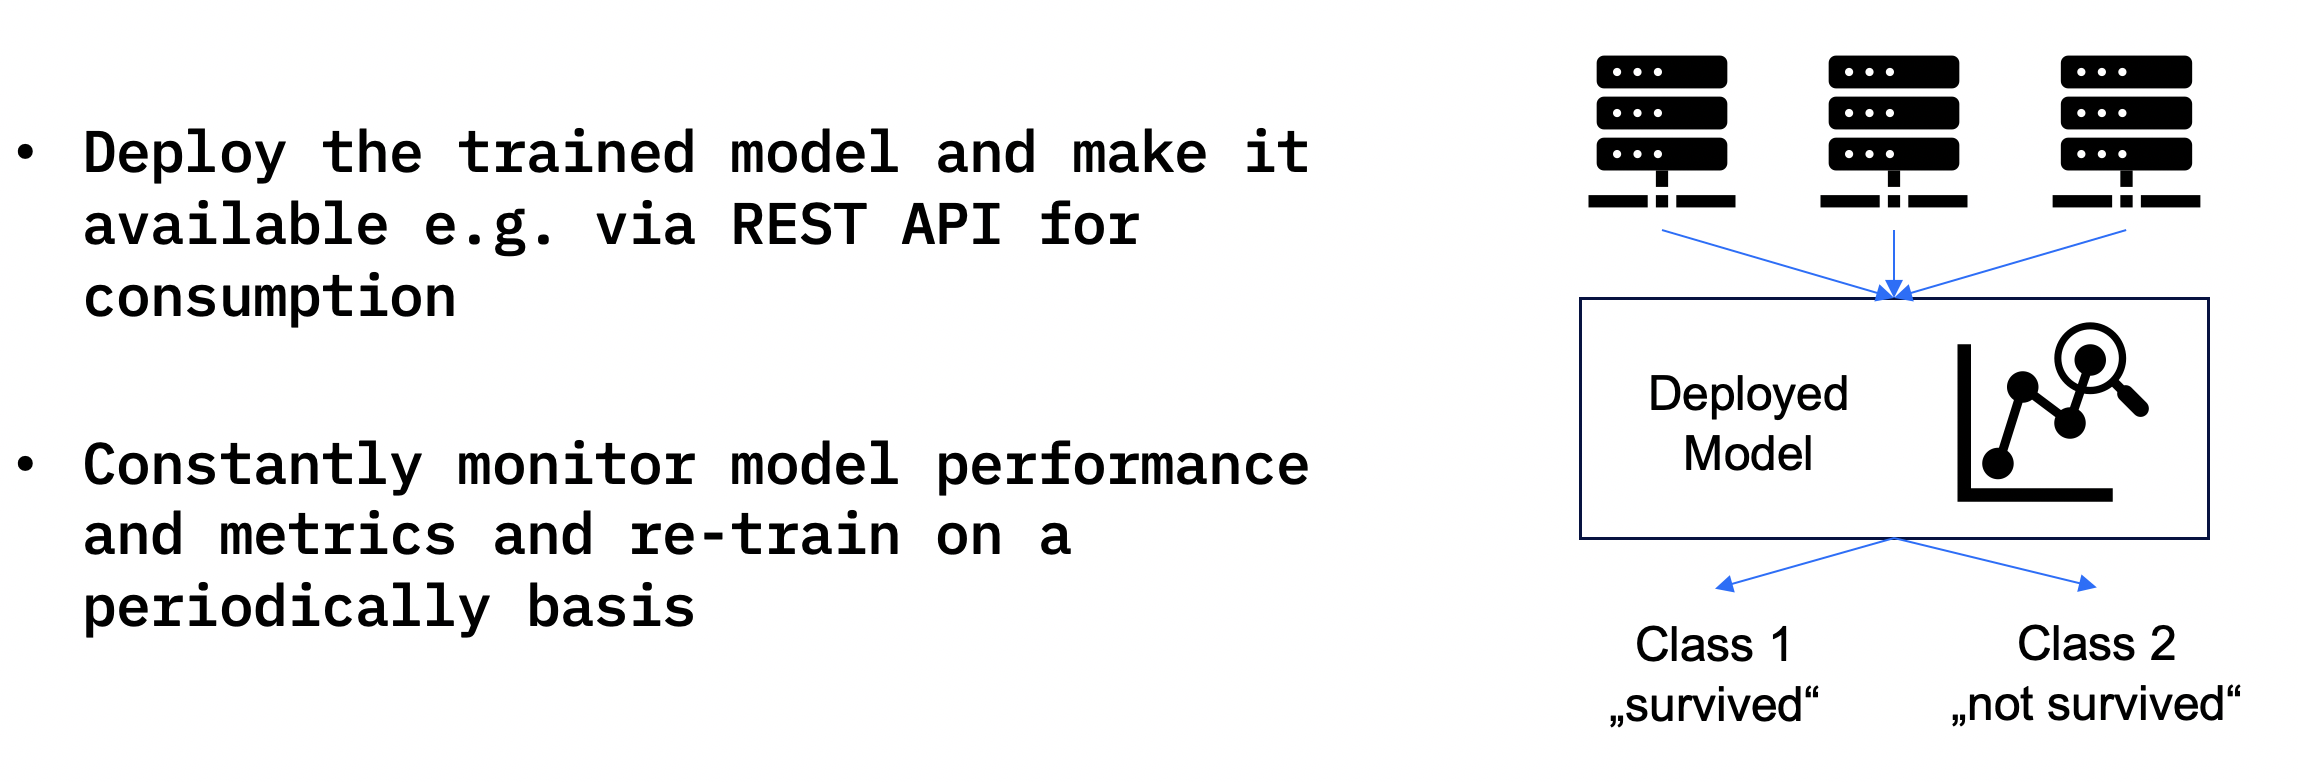 • Deploy the trained model and make it
available e.g. via REST API for
consumption
• Constantly monitor model performance
and metrics and re-train on a
periodically basis
Deployed
Model
Class 1
„survived“
Class 2
„not survived“